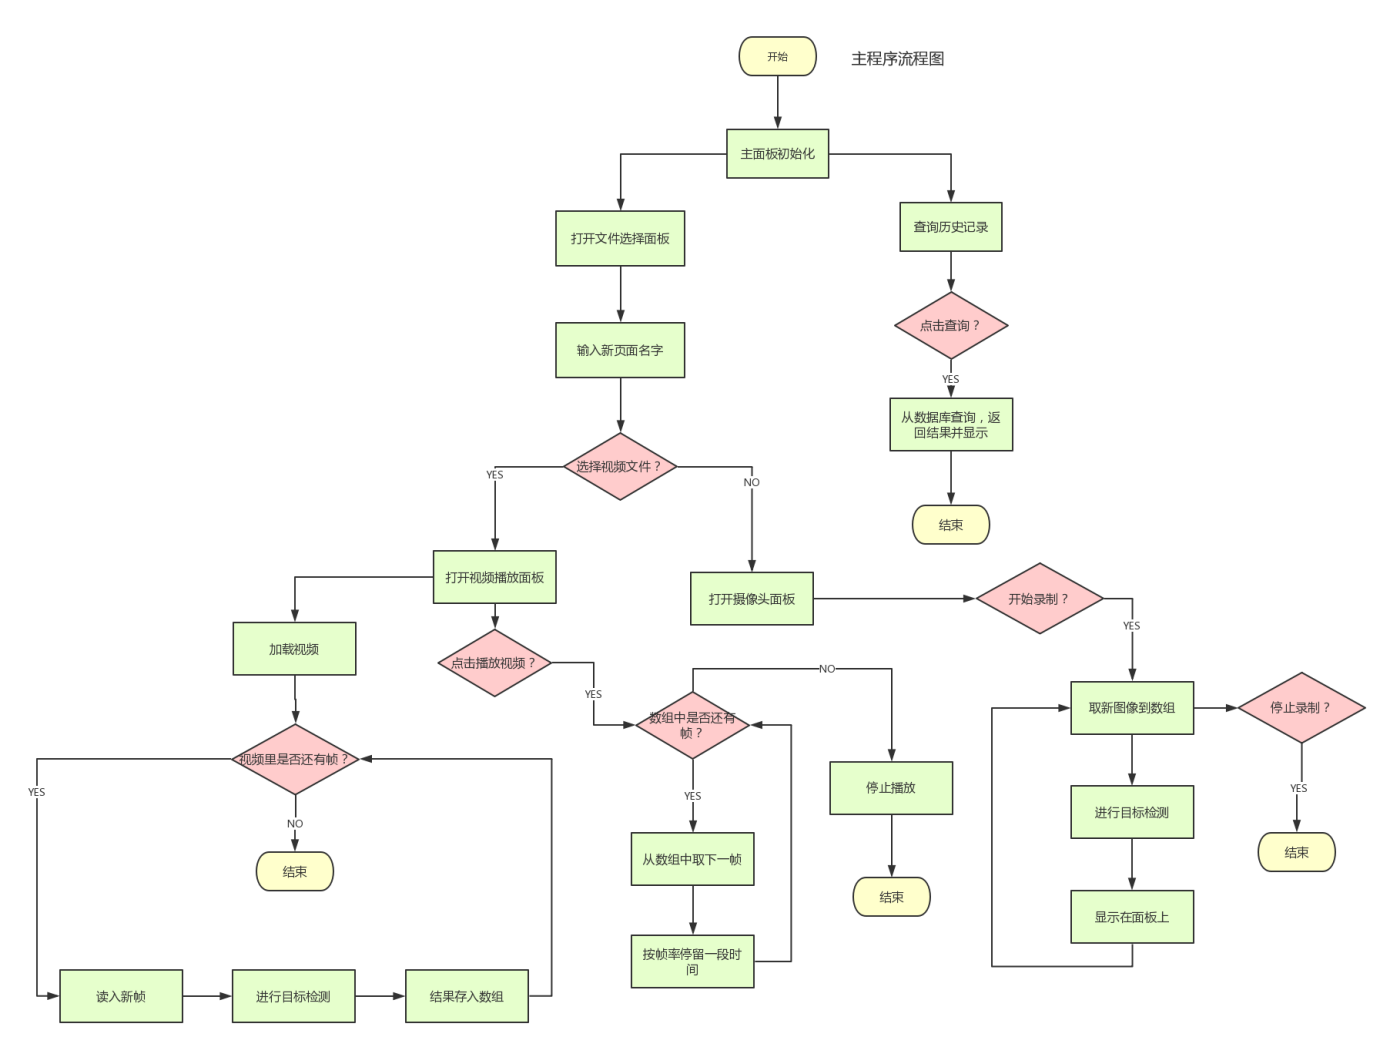 开始
主程序流程图
主面板初始化
打开文件选择面板
查询历史记录
输入新页面名字
点击查询？
YES
从数据库查询，返
回结果并显示
选择视频文件？
YES
NO
结束
打开视频播放面板
打开摄像头面板
开始录制？
YES
加载视频
点击播放视频？
YES
NO
数组中是否还有
帧？
取新图像到数组
停止录制？
视频里是否还有帧？
YES
NO
YES
停止播放
YES
进行目标检测
结束
从数组中取下一帧
结束
结束
显示在面板上
按帧率停留一段时
间
读入新帧
进行目标检测
结果存入数组